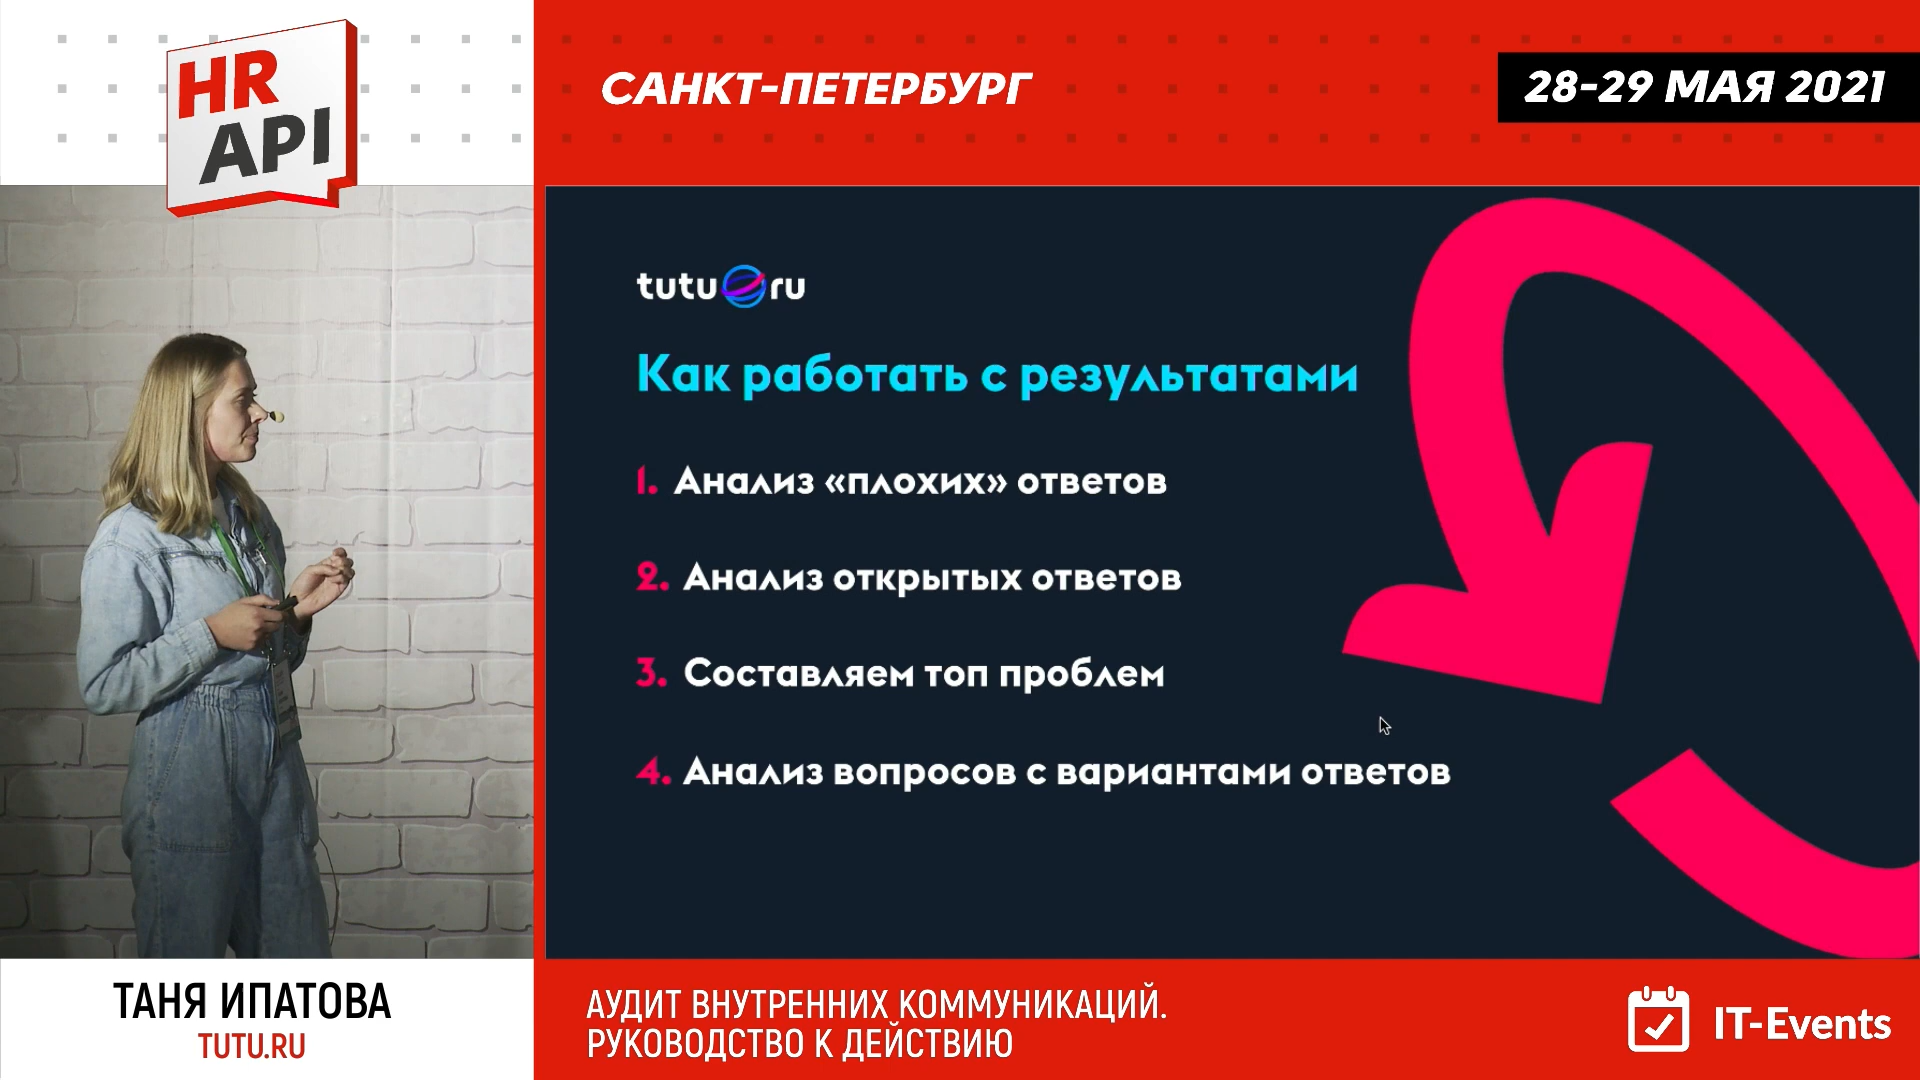 HR
API
САНКТ-ПЕТЕРБУРГ
28-29 МАЯ 2021
tutu ru
Как работать с результатами
1. Анализ «плохих» ответов
2. Анализ открытых ответов
3. Составляем топ проблем
4. Анализ вопросов с вариантами ответов
ТАНЯ ИПАТОВА
TUTU.RU
АУДИТ ВНУТРЕННИХ КОММУНИКАЦИЙ.
РУКОВОДСТВО К ДЕЙСТВИЮ
IT-Events